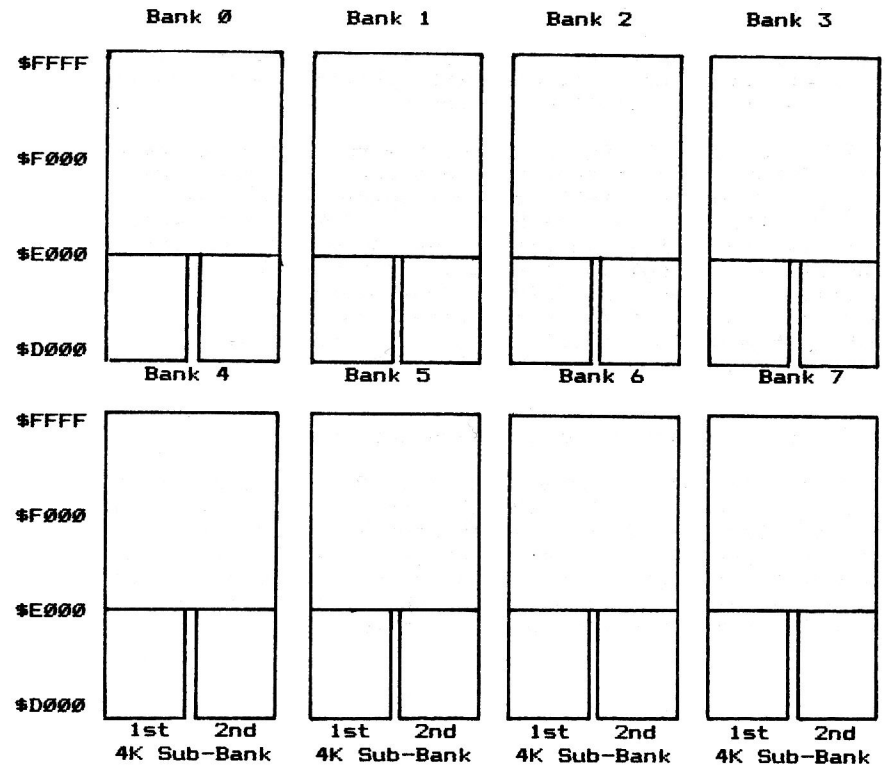 Bank Ø Bank 1 Bank 2 Bank 3
$FFFF
$FØØØ
$EØØØ
$DØØØ
Bank 4 Bank 5 Bank 6 Bank 7
$FFFF
$FØØØ
$EØØØ
$DØØØ
1st 2nd 1st 2nd 1st 2nd 1st 2nd
4K Sub-Bank 4K Sub-Bank 4K Sub-Bank 4K Sub-Bank